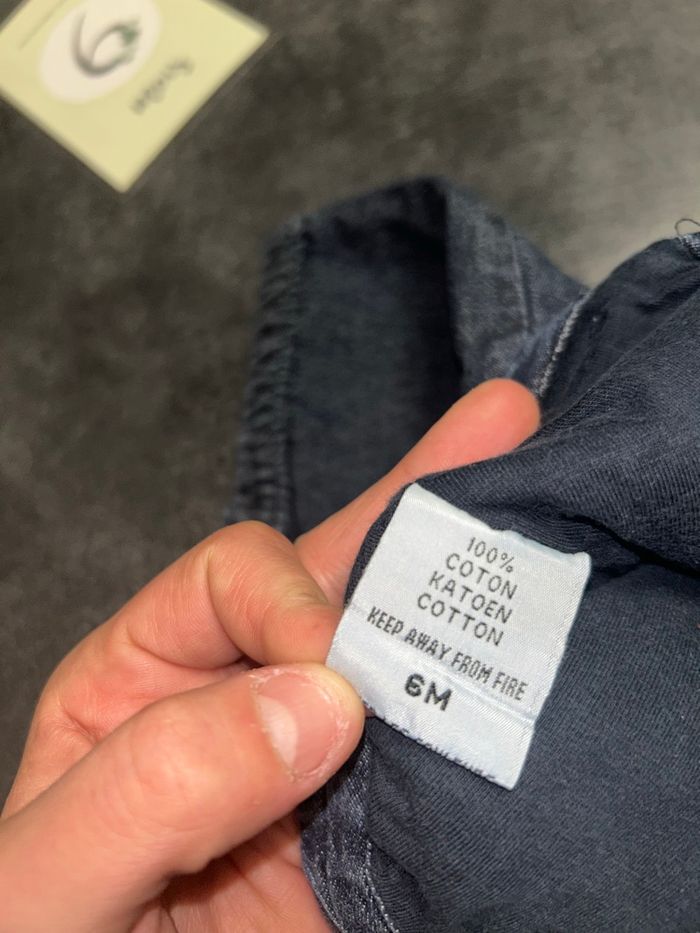 100%
COTON
KATOEN
COTTON
KEEP AWAY FROM FIRE
6M